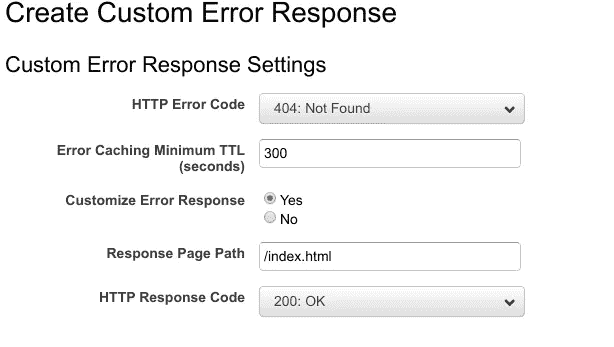 Create Custom Error Response
Custom Error Response Settings
HTTP Error Code 404: Not Found
Error Caching Minimum TTL
(seconds) 300
Customize Error Response Yes
No
Response Page Path /index.html
HTTP Response Code 200: OK